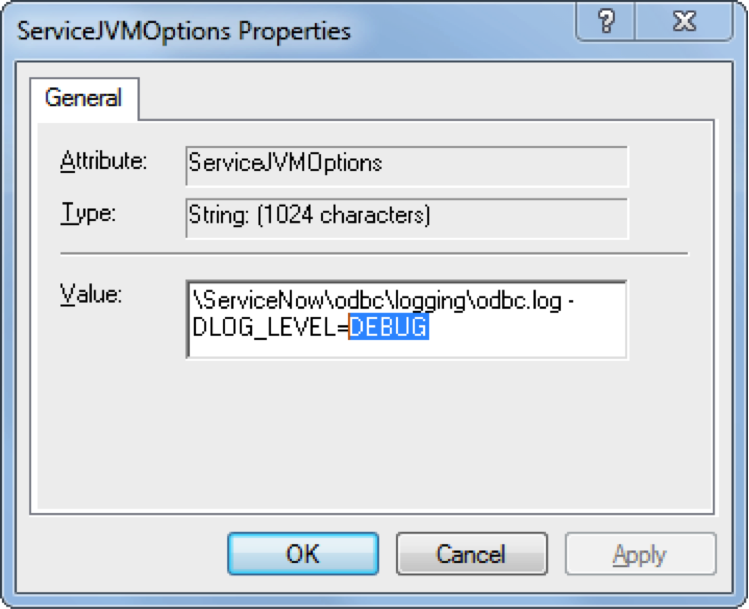 ServiceJVMOptions Properties
General
Attribute: ServiceJVMOptions
Type: String: (1024 characters)
Value: \ServiceNow\odbc\logging\odbc.log -
DLOG_LEVEL=DEBUG
OK Cancel Apply